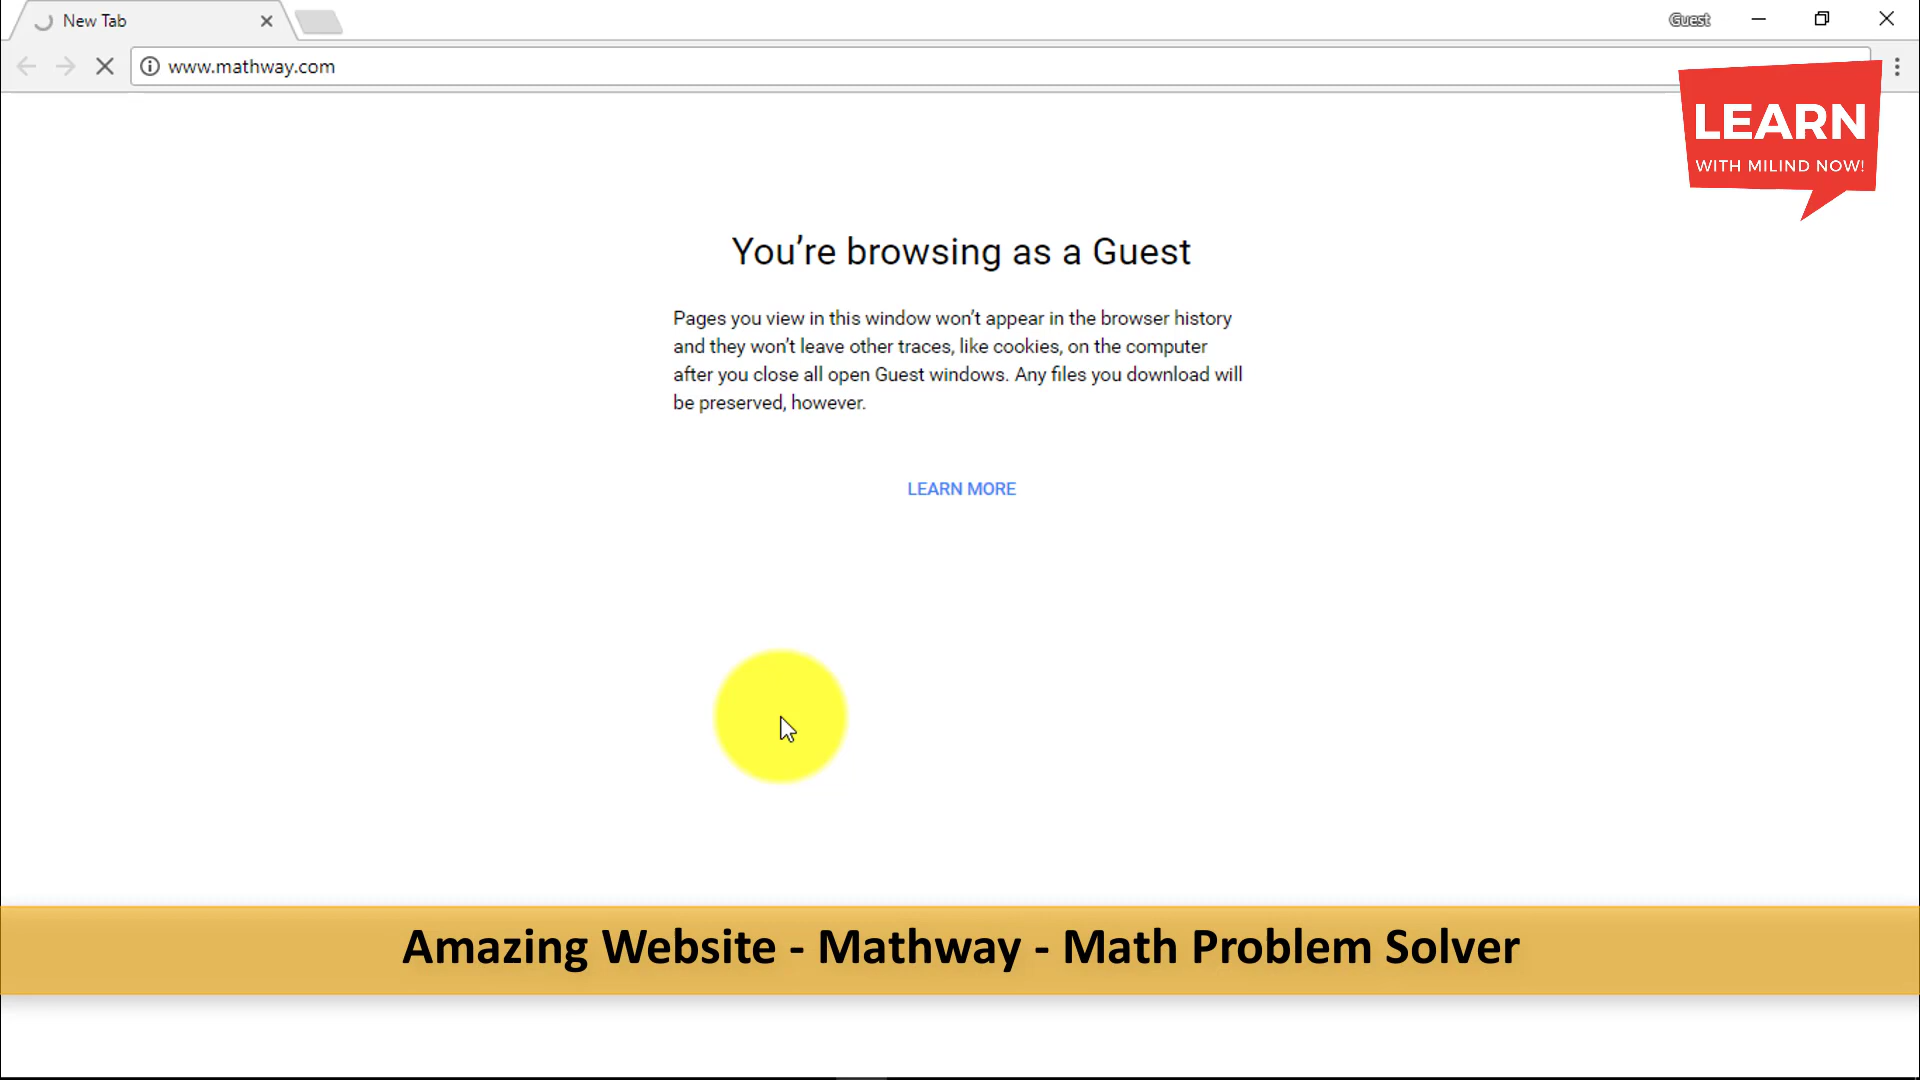 New Tab
Guest
www.mathway.com
LEARN
WITH MILIND NOW!
You’re browsing as a Guest
Pages you view in this window won’t appear in the browser history
and they won’t leave other traces, like cookies, on the computer
after you close all open Guest windows. Any files you download will
be preserved, however.
LEARN MORE
Amazing Website - Mathway - Math Problem Solver